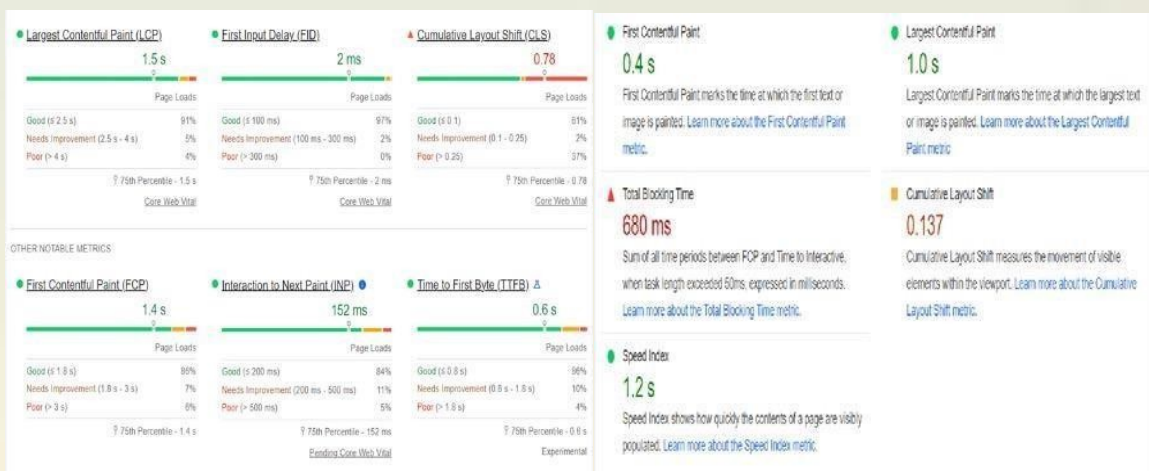 Largest Contentful Paint (LCP)
1.5 s
Page Loads
Good (≤ 2.5 s) 91%
Needs Improvement (2.5 s - 4 s) 5%
Poor (> 4 s) 4%
75th Percentile - 1.5 s
Core Web Vital
First Input Delay (FID)
2 ms
Page Loads
Good (≤ 100 ms) 97%
Needs Improvement (100 ms - 300 ms) 2%
Poor (> 300 ms) 0%
75th Percentile - 2 ms
Core Web Vital
Cumulative Layout Shift (CLS)
0.78
Page Loads
Good (≤ 0.1) 61%
Needs Improvement (0.1 - 0.25) 2%
Poor (> 0.25) 37%
75th Percentile - 0.78
Core Web Vital
OTHER NOTABLE METRICS
First Contentful Paint (FCP)
1.4 s
Page Loads
Good (≤ 1.8 s)
Needs Improvement (1.8 s - 3 s) 7%
Poor (> 3 s) 6%
75th Percentile - 1.4 s
Interaction to Next Paint (INP)
152 ms
Page Loads
Good (≤ 200 ms) 84%
Needs Improvement (200 ms - 500 ms) 11%
Poor (> 500 ms) 5%
75th Percentile - 152 ms
Pending Core Web Vital
Time to First Byte (TTFB)
0.6 s
Page Loads
Good (≤ 0.8 s)
Needs Improvement (0.8 s - 1.8 s) 10%
Poor (> 1.8 s) 4%
75th Percentile - 0.6 s
Experimental
First Contentful Paint
0.4 s
First Contentful Paint marks the time at which the first text or
image is painted. Learn more about the First Contentful Paint
metric.
Largest Contentful Paint
1.0 s
Largest Contentful Paint marks the time at which the largest text
or image is painted. Learn more about the Largest Contentful
Paint metric
Total Blocking Time
680 ms
Sum of all time periods between FCP and Time to Interactive,
when task length exceeded 50ms, expressed in milliseconds.
Learn more about the Total Blocking Time metric.
Cumulative Layout Shift
0.137
Cumulative Layout Shift measures the movement of visible
elements within the viewport. Learn more about the Cumulative
Layout Shift metric.
Speed Index
1.2 s
Speed Index shows how quickly the contents of a page are visibly
populated. Learn more about the Speed Index metric.